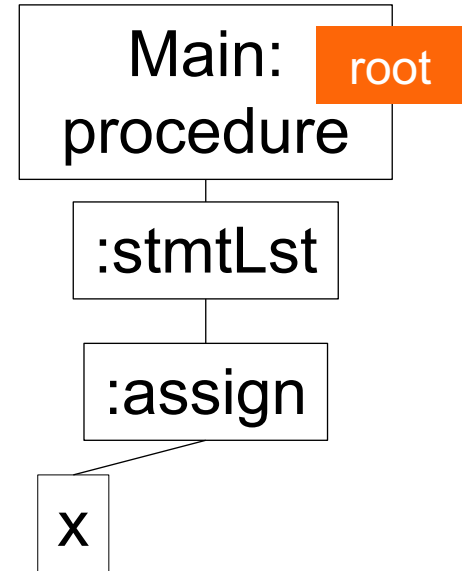 Main:
root
procedure
:stmtLst
:assign
x